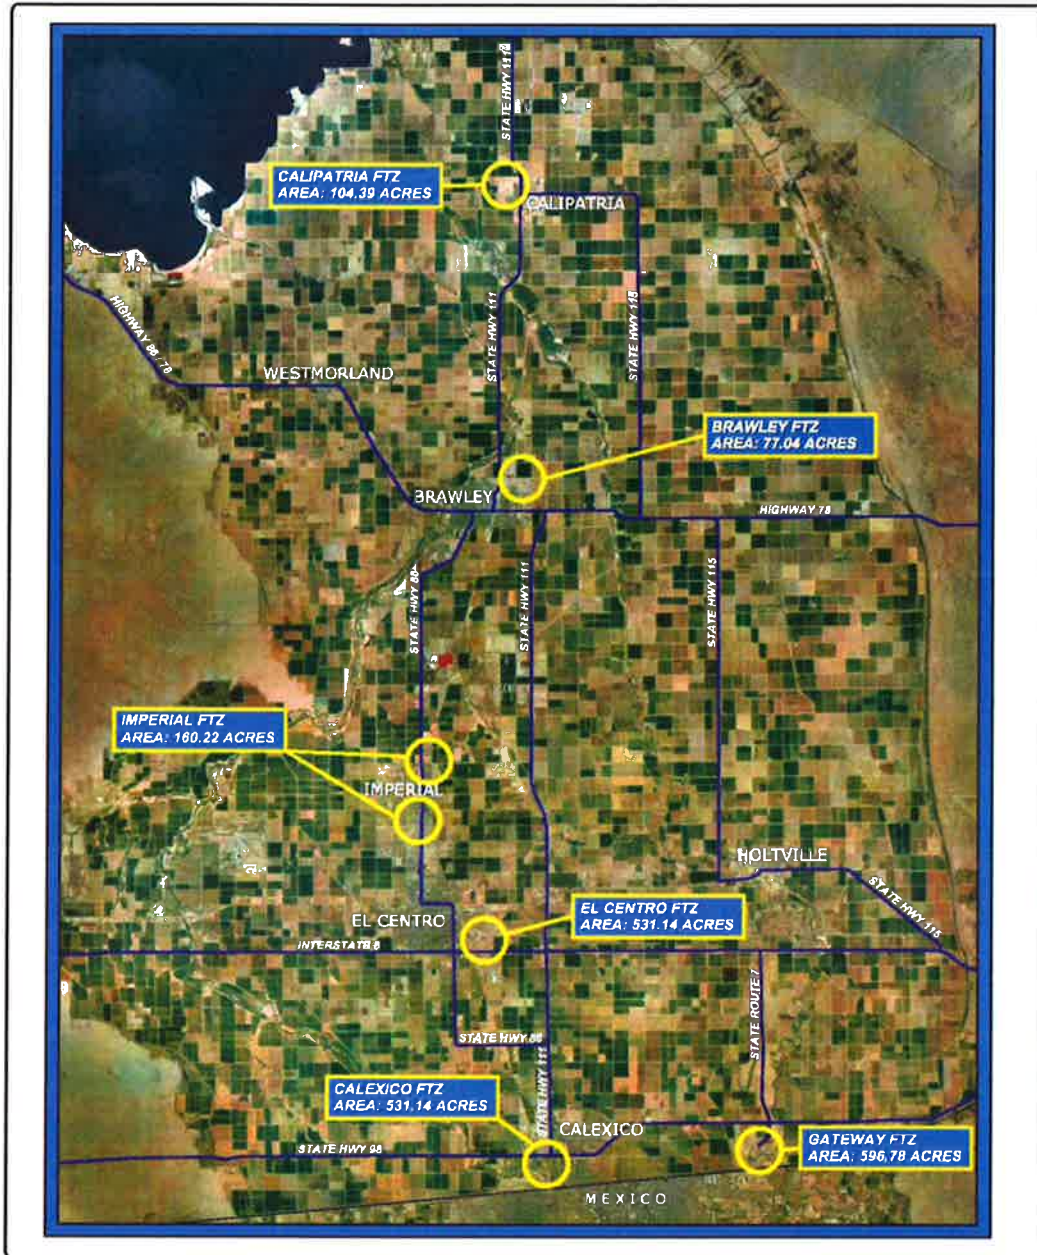 STATE HWY 111
CALIPATRIA FTZ
AREA: 104.39 ACRES
CALIPATRIA
HIGHWAY 86 / 78
STATE HWY 111
STATE HWY 115
WESTMORLAND
BRAWLEY FTZ
AREA: 77.04 ACRES
BRAWLEY
HIGHWAY 78
STATE HWY 86
STATE HWY 111
STATE HWY 115
IMPERIAL FTZ
AREA: 160.22 ACRES
IMPERIAL
HOLTVILLE
STATE HWY 115
EL CENTRO FTZ
AREA: 531.14 ACRES
EL CENTRO
INTERSTATE 8
STATE ROUTE 7
STATE HWY 86
STATE HWY 111
CALEXICO FTZ
AREA: 531.14 ACRES
CALEXICO
STATE HWY 98
GATEWAY FTZ
AREA: 596.78 ACRES
MEXICO